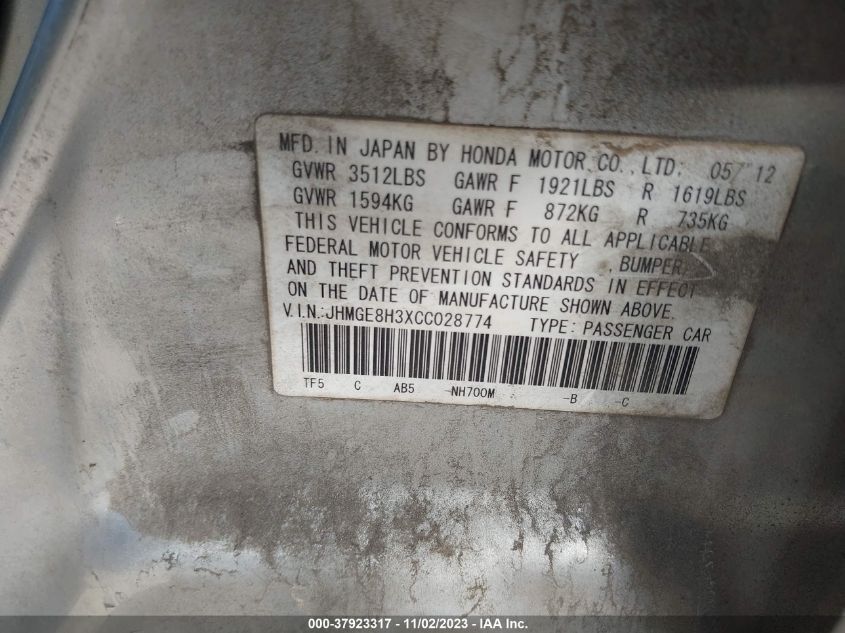 MFD. IN JAPAN BY HONDA MOTOR CO., LTD. 05/12
GVWR 3512LBS GAWR F 1921LBS R 1619LBS
GVWR 1594KG GAWR F 872KG R 735KG
THIS VEHICLE CONFORMS TO ALL APPLICABLE
FEDERAL MOTOR VEHICLE SAFETY , BUMPER,
AND THEFT PREVENTION STANDARDS IN EFFECT
ON THE DATE OF MANUFACTURE SHOWN ABOVE.
V.I.N.: JHMGE8H3XCC028774 TYPE: PASSENGER CAR
TF5 C AB5 -NH700M -B -C
000-37923317 - 11/02/2023 - IAA Inc.